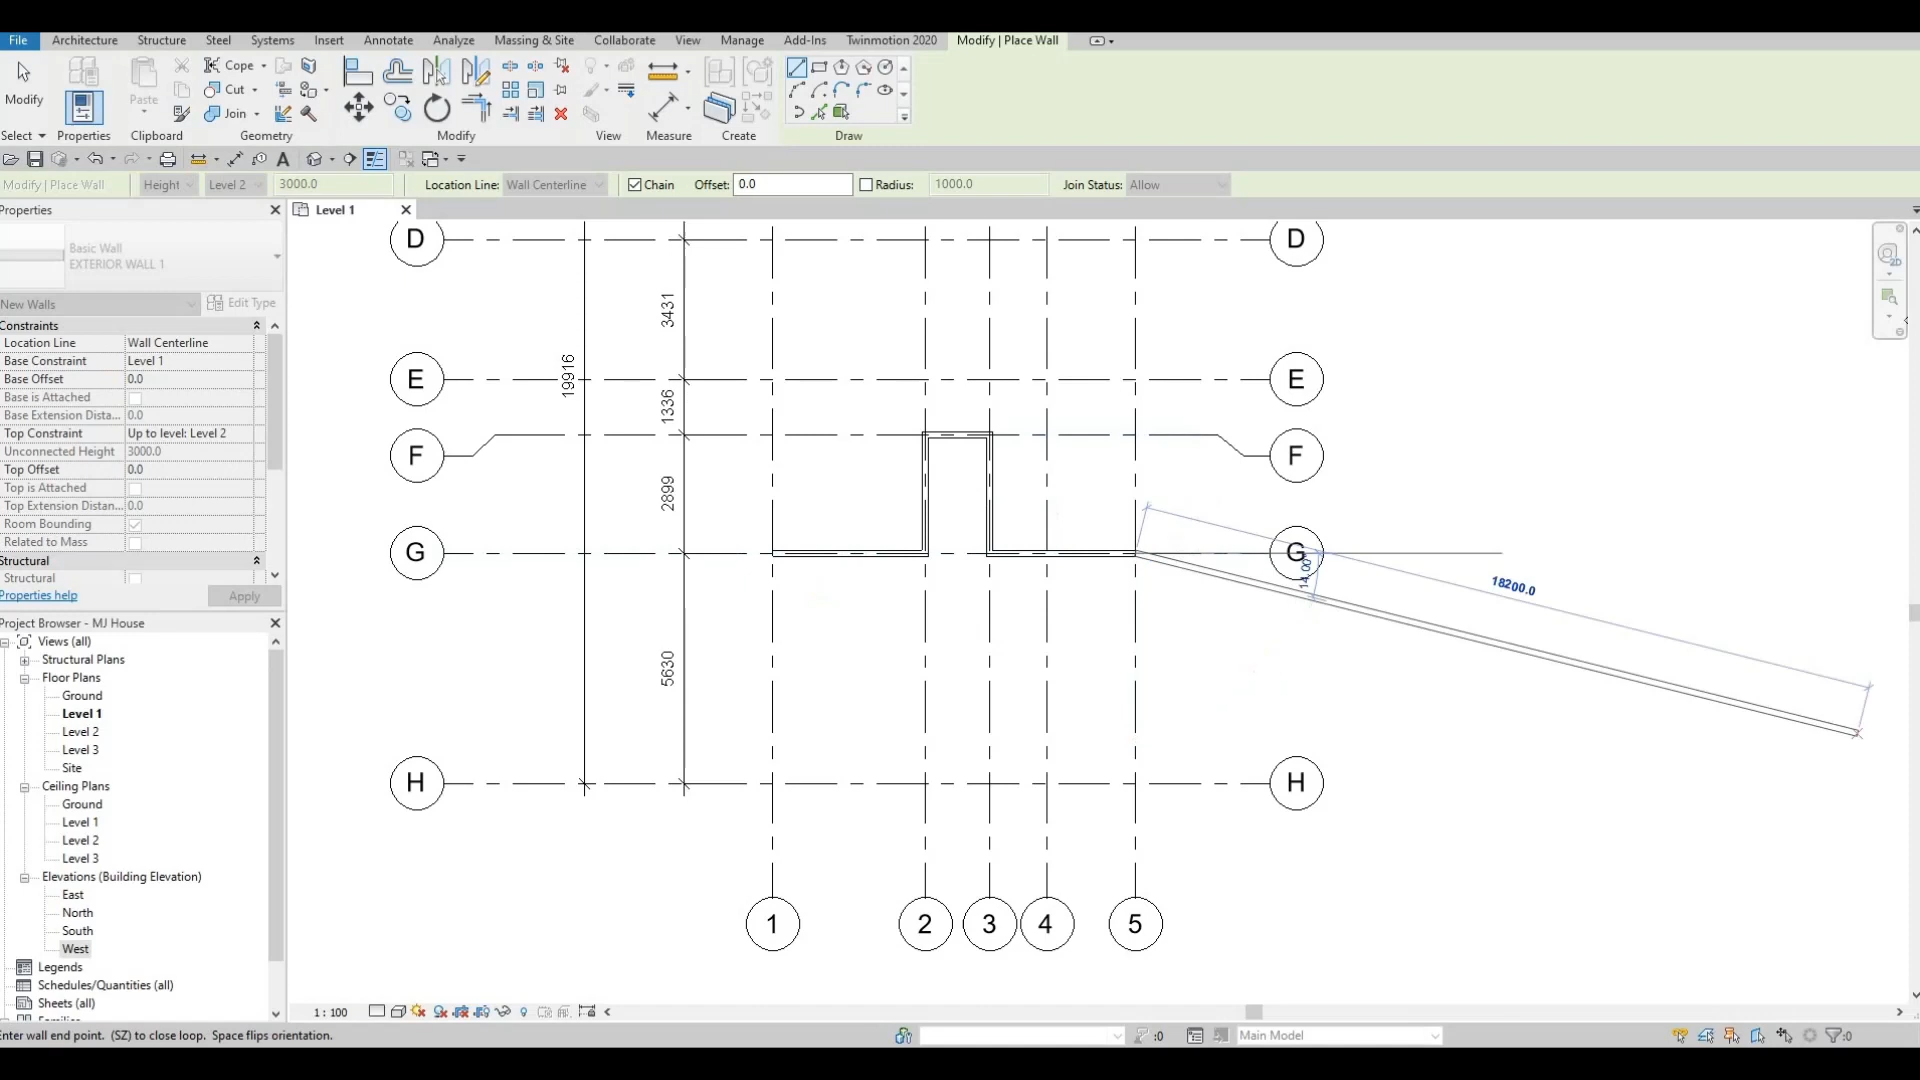 File Architecture Structure Steel Systems Insert Annotate Analyze Massing & Site Collaborate View Manage Add-Ins Twinmotion 2020 Modify | Place Wall
Modify Paste Cope Cut Join
Select Properties Clipboard Geometry Modify View Measure Create Draw
Modify | Place Wall Height Level 2 3000.0 Location Line: Wall Centerline Chain Offset: 0.0 Radius: 1000.0 Join Status: Allow
Properties
Level 1
Basic Wall
EXTERIOR WALL 1
New Walls Edit Type
Constraints
Location Line Wall Centerline
Base Constraint Level 1
Base Offset 0.0
Base is Attached
Base Extension Dista... 0.0
Top Constraint Up to level: Level 2
Unconnected Height 3000.0
Top Offset 0.0
Top is Attached
Top Extension Distan... 0.0
Room Bounding
Related to Mass
Structural
Structural
Properties help Apply
Project Browser - MJ House
Views (all)
Structural Plans
Floor Plans
Ground
Level 1
Level 2
Level 3
Site
Ceiling Plans
Ground
Level 1
Level 2
Level 3
Elevations (Building Elevation)
East
North
South
West
Legends
Schedules/Quantities (all)
Sheets (all)
D D
3431
19916
E E
1336
F F
2899
G G
14.00°
18200.0
5630
H H
1 2 3 4 5
2D
1 : 100
Enter wall end point. (SZ) to close loop. Space flips orientation.
:0 Main Model :0